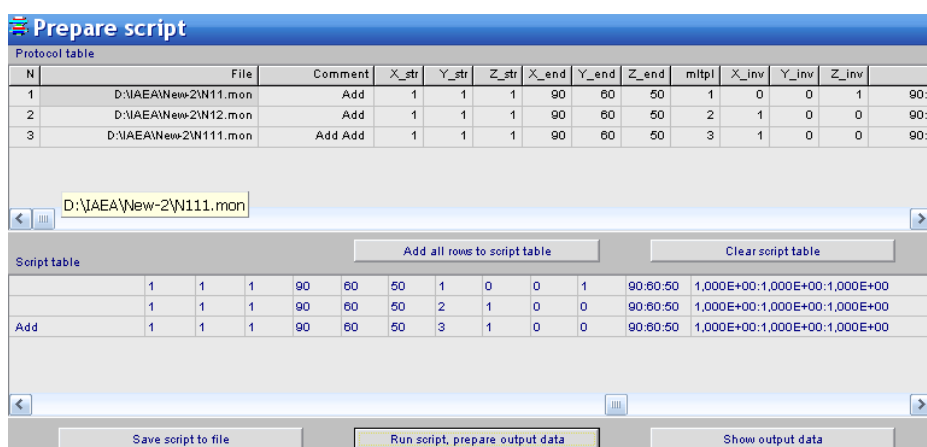 Prepare script
Protocol table
N File Comment X_str Y_str Z_str X_end Y_end Z_end mltpl X_inv Y_inv Z_inv
1 D:\IAEA\New-2\N11.mon Add 1 1 1 90 60 50 1 0 0 1 90:
2 D:\IAEA\New-2\N12.mon Add 1 1 1 90 60 50 2 1 0 0 90:
3 D:\IAEA\New-2\N111.mon Add Add 1 1 1 90 60 50 3 1 0 0 90:
D:\IAEA\New-2\N111.mon
Add all rows to script table Clear script table
Script table
1 1 1 90 60 50 1 0 0 1 90:60:50 1,000E+00:1,000E+00:1,000E+00
1 1 1 90 60 50 2 1 0 0 90:60:50 1,000E+00:1,000E+00:1,000E+00
Add 1 1 1 90 60 50 3 1 0 0 90:60:50 1,000E+00:1,000E+00:1,000E+00
Save script to file Run script, prepare output data Show output data